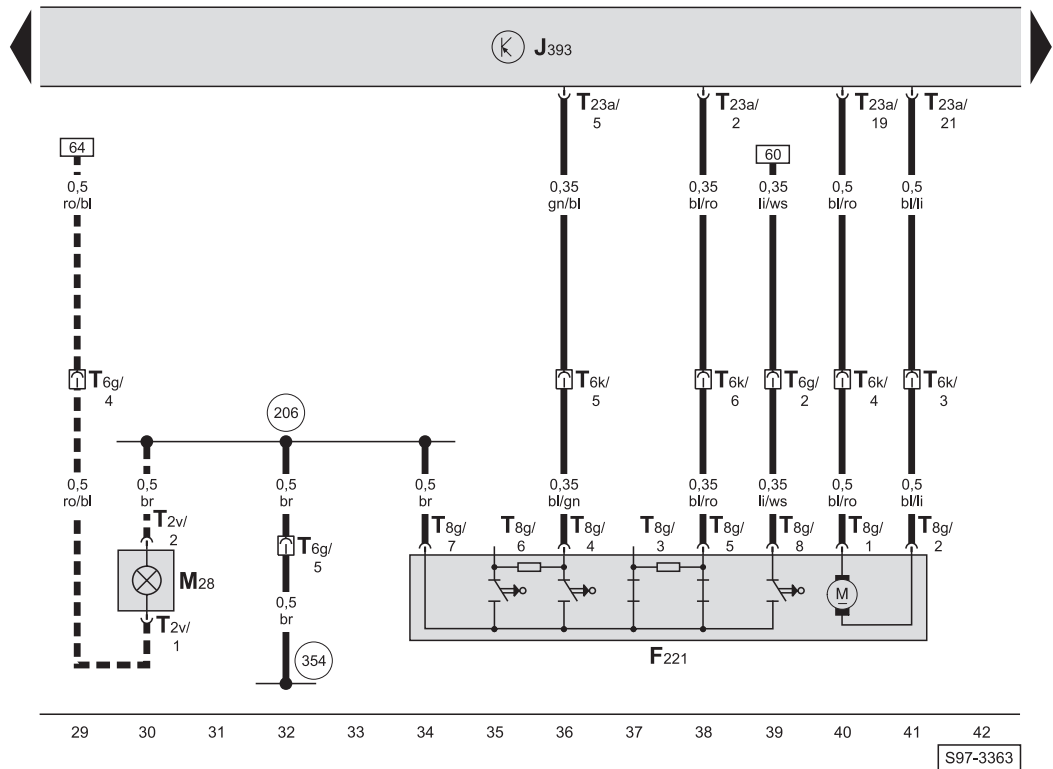 J393
T23a/ T23a/ T23a/ T23a/
5 2 19 21
64 60
0,5 0,35 0,35 0,35 0,5 0,5
ro/bl gn/bl bl/ro li/ws bl/ro bl/li
T6g/ T6k/ T6k/ T6g/ T6k/ T6k/
4 5 6 2 4 3
206
0,5 0,5 0,5 0,5 0,35 0,35 0,35 0,5 0,5
ro/bl br br br bl/gn bl/ro li/ws bl/ro bl/li
T2v/ T8g/ T8g/ T8g/ T8g/ T8g/ T8g/ T8g/ T8g/
2 7 6 4 3 5 8 1 2
T6g/
5
M28
M
0,5
br
T2v/
1
F221
354
29 30 31 32 33 34 35 36 37 38 39 40 41 42
S97-3363